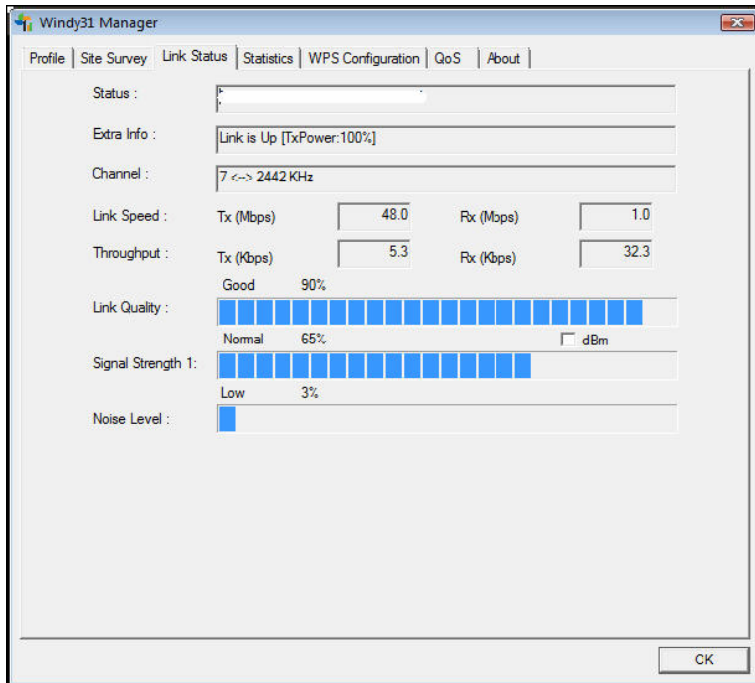 Windy31 Manager
Profile Site Survey Link Status Statistics WPS Configuration QoS About
Status :
Extra Info : Link is Up [TxPower:100%]
Channel : 7 <--> 2442 KHz
Link Speed : Tx (Mbps) 48.0 Rx (Mbps) 1.0
Throughput : Tx (Kbps) 5.3 Rx (Kbps) 32.3
Good 90%
Link Quality :
Normal 65% dBm
Signal Strength 1:
Low 3%
Noise Level :
OK